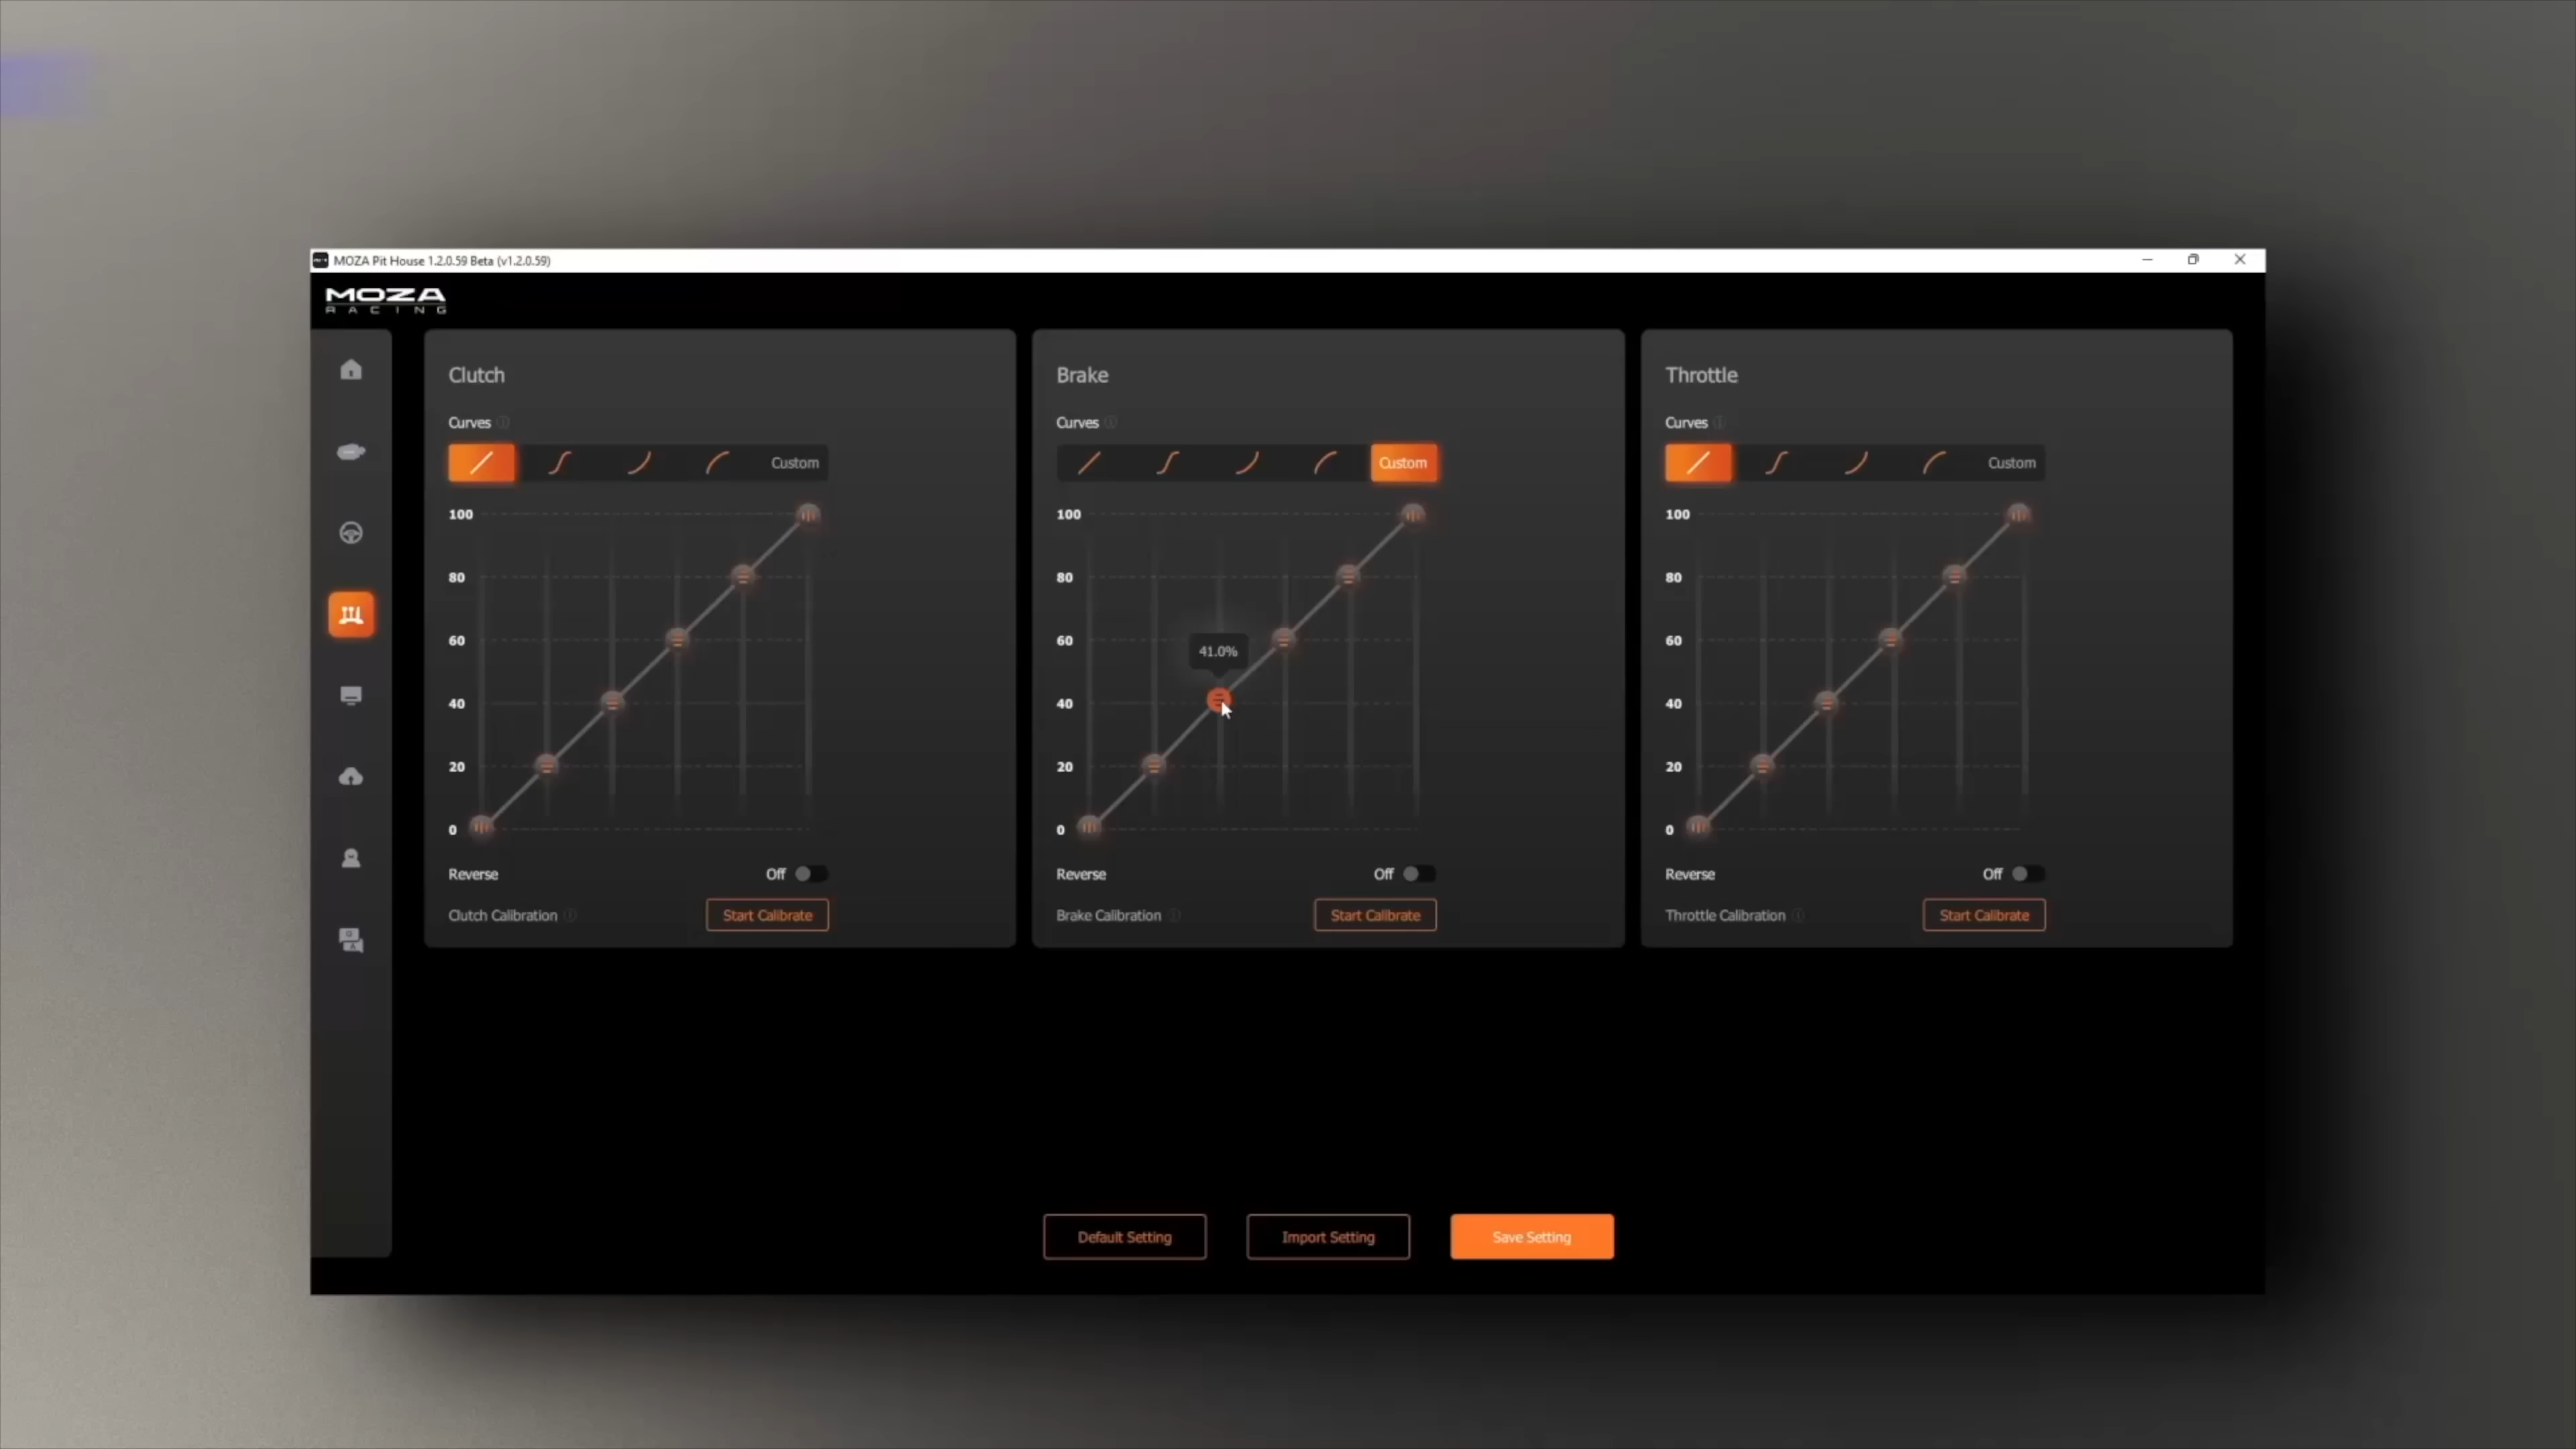 MOZA Pit House 1.2.0.59 Beta (v1.2.0.59)
MOZA
RACING
Clutch
Curves
Custom
100
80
60
40
20
0
Reverse
Off
Clutch Calibration
Start Calibrate
Brake
Curves
Custom
100
80
60
41.0%
40
20
0
Reverse
Off
Brake Calibration
Start Calibrate
Throttle
Curves
Custom
100
80
60
40
20
0
Reverse
Off
Throttle Calibration
Start Calibrate
Default Setting
Import Setting
Save Setting